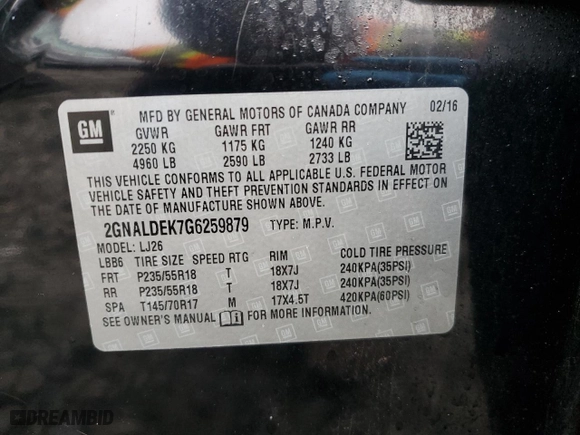 GM
MFD BY GENERAL MOTORS OF CANADA COMPANY 02/16
GVWR GAWR FRT GAWR RR
2250 KG 1175 KG 1240 KG
4960 LB 2590 LB 2733 LB
THIS VEHICLE CONFORMS TO ALL APPLICABLE U.S. FEDERAL MOTOR
VEHICLE SAFETY AND THEFT PREVENTION STANDARDS IN EFFECT ON
THE DATE OF MANUFACTURE SHOWN ABOVE.
2GNALDEK7G6259879 TYPE: M.P.V.
MODEL: LJ26
LBB6 TIRE SIZE SPEED RTG RIM COLD TIRE PRESSURE
FRT P235/55R18 T 18X7J 240KPA(35PSI)
RR P235/55R18 T 18X7J 240KPA(35PSI)
SPA T145/70R17 M 17X4.5T 420KPA(60PSI)
SEE OWNER'S MANUAL FOR MORE INFORMATION.
DREAMBID